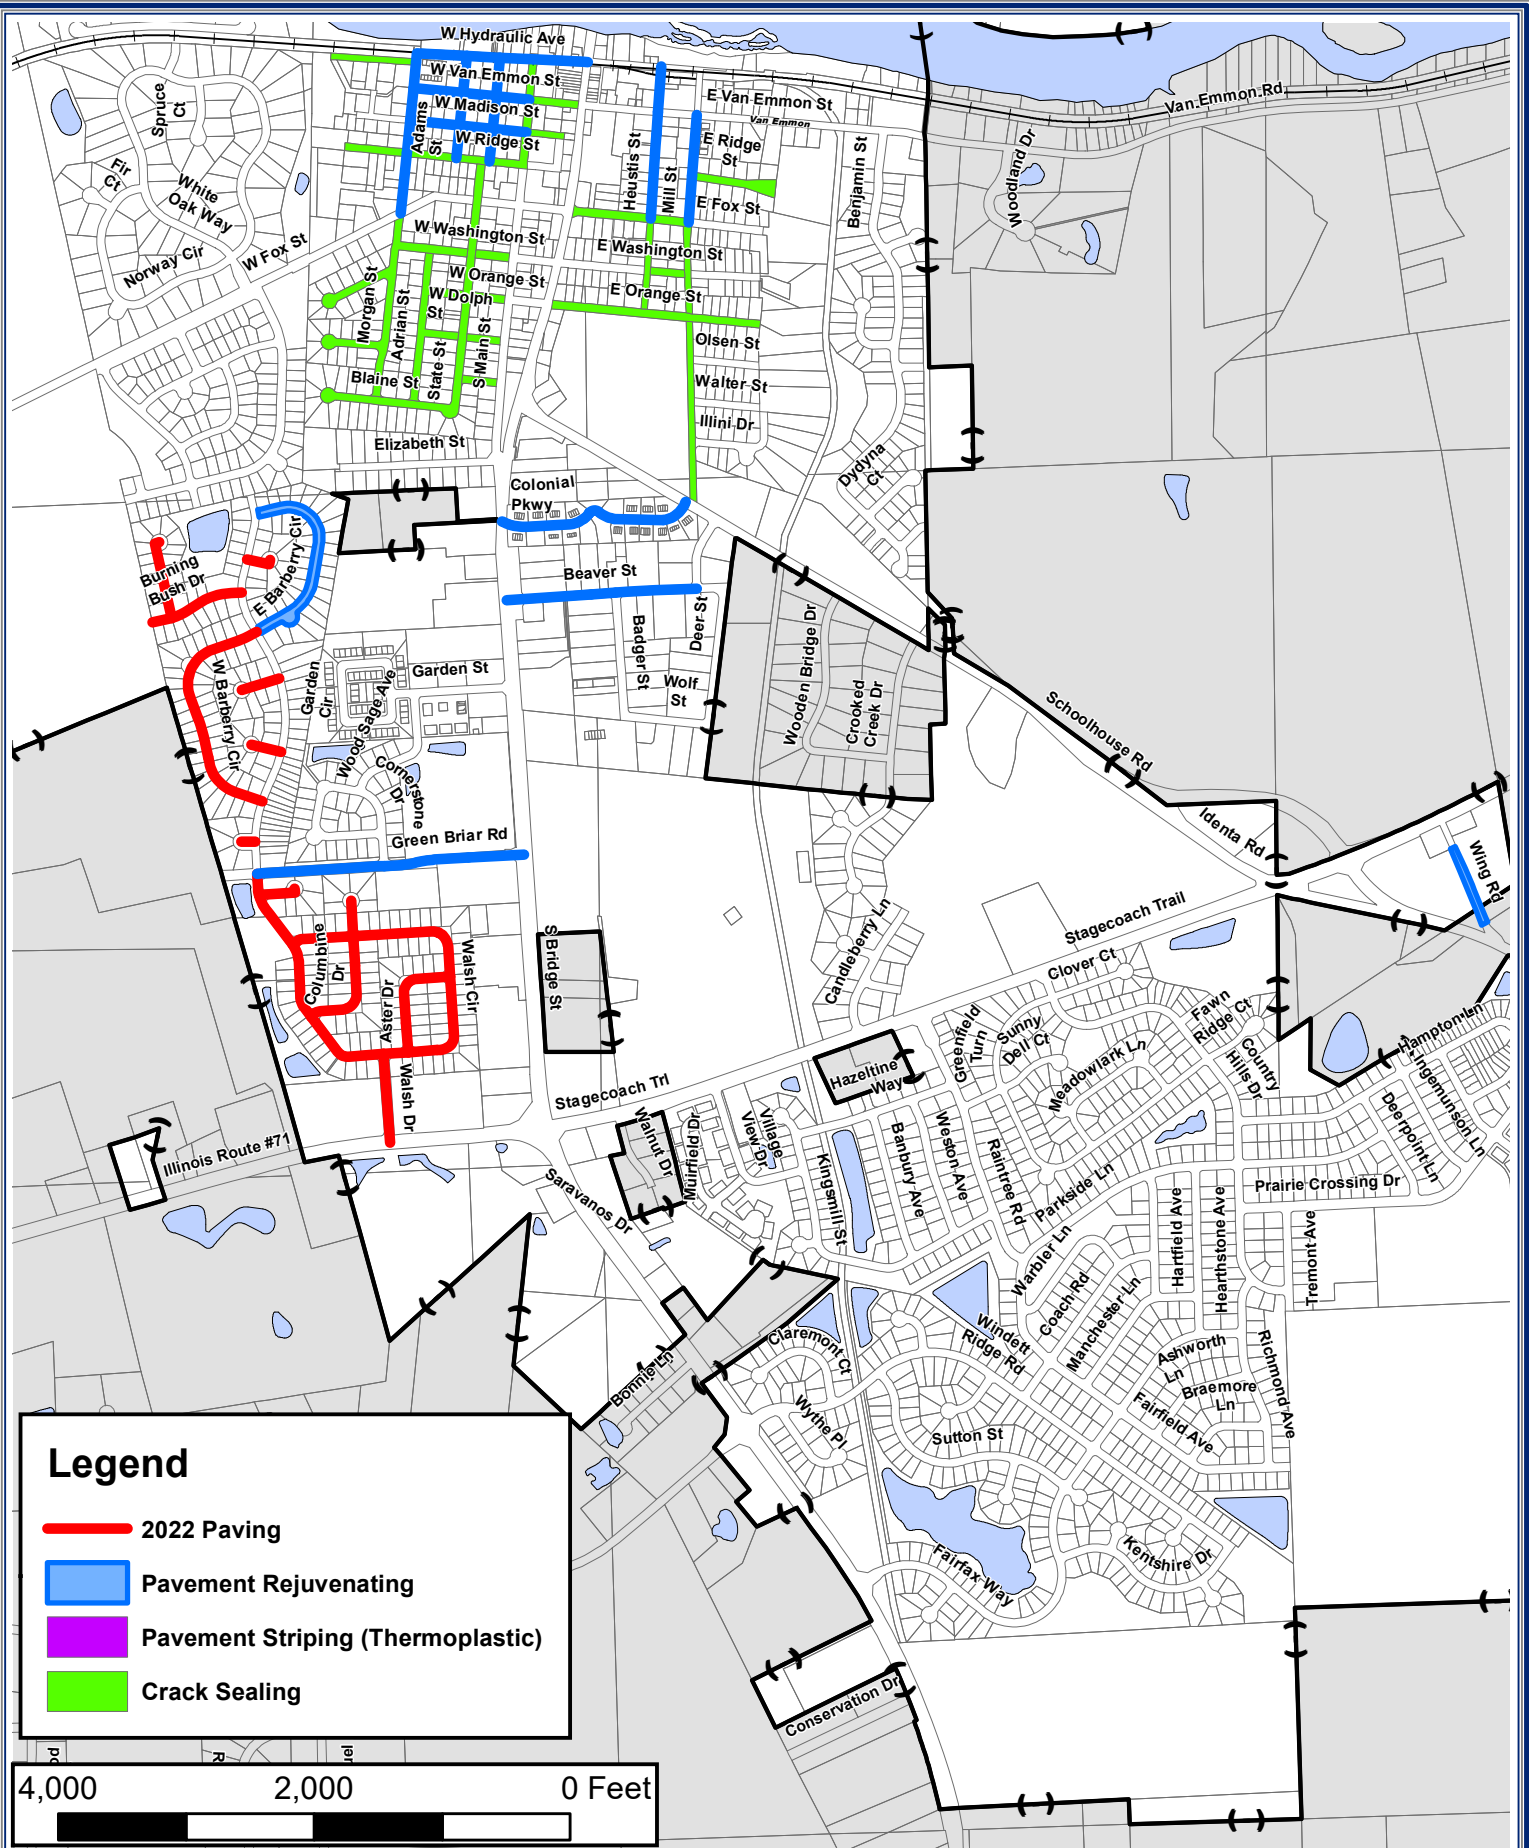 W Hydraulic Ave
W Van Emmon St
W Madison St
W Ridge St
Adams
St
E Van Emmon St
Van Emmon
Van Emmon Rd
E Ridge
St
Heustis St
Mill St
E Fox St
Benjamin St
Woodland Dr
Spruce
Ct
Fir
Ct
White
Oak Way
Norway Cir
W Fox St
W Washington St
E Washington St
W Orange St
E Orange St
W Dolph
St
Morgan St
Adrian St
State St
S Main St
Blaine St
Olsen St
Walter St
Illini Dr
Elizabeth St
Dydyna
Ct
Colonial
Pkwy
Burning
Bush Dr
E Barberry Cir
Beaver St
Badger St
Deer St
Wolf
St
W Barberry Cir
Garden
Cir
Garden St
Wood Sage Ave
Cornerstone
Dr
Wooden Bridge Dr
Crooked
Creek Dr
Schoolhouse Rd
Identa Rd
Wing Rd
Green Briar Rd
Columbine
Dr
Walsh Cir
Aster Dr
Walsh Dr
S Bridge St
Candleberry Ln
Stagecoach Trail
Clover Ct
Fawn
Ridge Ct
Greenfield
Turn
Sunny
Dell Ct
Meadowlark Ln
Country
Hills Dr
Hampton Ln
Ingemunson Ln
Deerpoint Ln
Hazeltine
Way
Stagecoach Trl
Illinois Route #71
Walnut Dr
Muirfield Dr
Village
View Dr
Kingsmill St
Banbury Ave
Weston Ave
Raintree Rd
Parkside Ln
Prairie Crossing Dr
Saravanos Dr
Warbler Ln
Coach Rd
Manchester Ln
Hartfield Ave
Hearthstone Ave
Tremont Ave
Windett
Ridge Rd
Claremont Ct
Bonnie Ln
Wythe Pl
Sutton St
Ashworth
Ln
Braemore
Ln
Fairfield Ave
Richmond Ave
Fairfax Way
Kentshire Dr
Conservation Dr
Legend
2022 Paving
Pavement Rejuvenating
Pavement Striping (Thermoplastic)
Crack Sealing
4,000 2,000 0 Feet